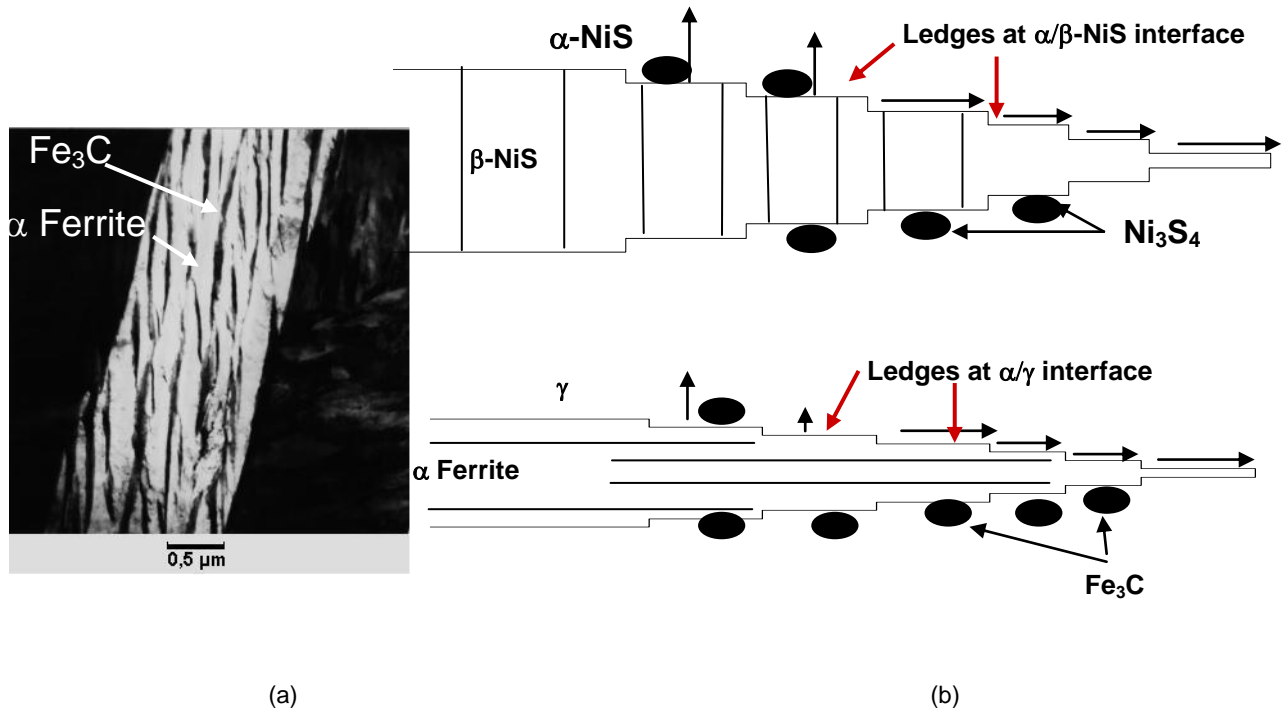 Fe₃C
α Ferrite
0,5 µm
(a)
α-NiS
Ledges at α/β-NiS interface
β-NiS
Ni₃S₄
γ
Ledges at α/γ interface
α Ferrite
Fe₃C
(b)